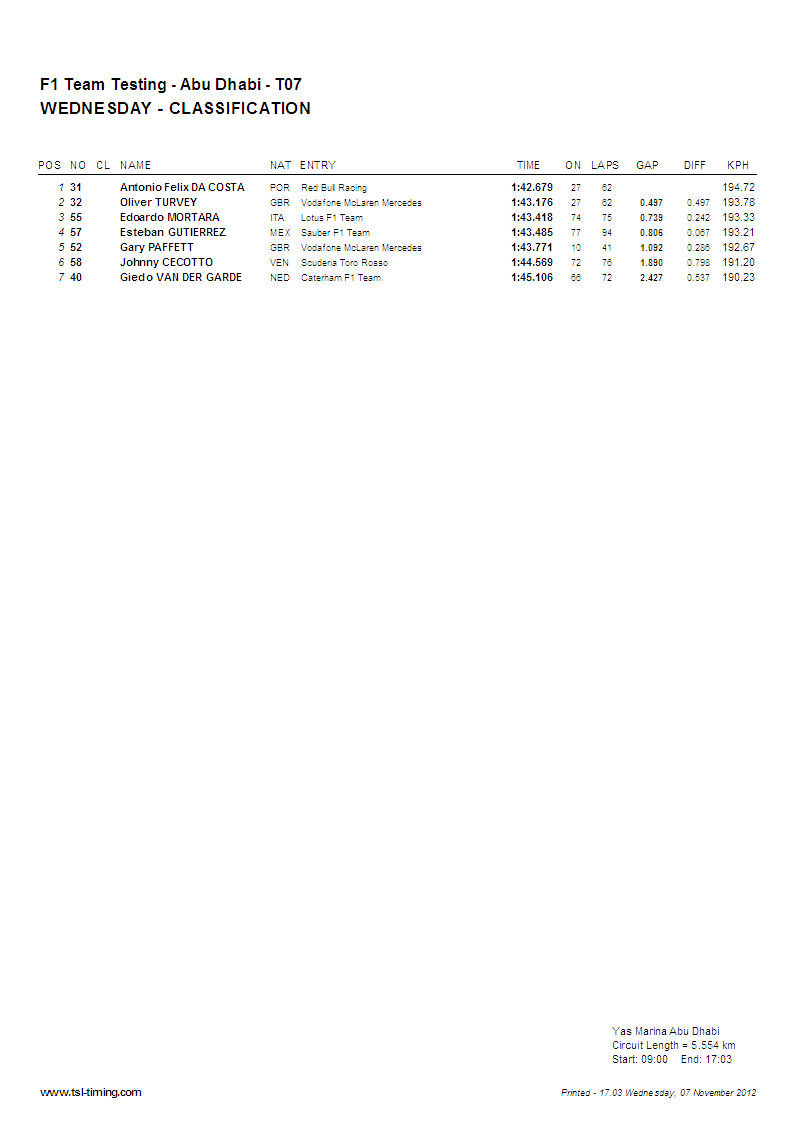 F1 Team Testing - Abu Dhabi - T07
WEDNESDAY - CLASSIFICATION
POS NO CL NAME NAT ENTRY TIME ON LAPS GAP DIFF KPH
1 31 Antonio Felix DA COSTA POR Red Bull Racing 1:42.679 27 62 194.72
2 32 Oliver TURVEY GBR Vodafone McLaren Mercedes 1:43.176 27 62 0.497 0.497 193.78
3 55 Edoardo MORTARA ITA Lotus F1 Team 1:43.418 74 75 0.739 0.242 193.33
4 57 Esteban GUTIERREZ MEX Sauber F1 Team 1:43.485 77 94 0.806 0.067 193.21
5 52 Gary PAFFETT GBR Vodafone McLaren Mercedes 1:43.771 10 41 1.092 0.286 192.67
6 58 Johnny CECOTTO VEN Scuderia Toro Rosso 1:44.569 72 76 1.890 0.798 191.20
7 40 Giedo VAN DER GARDE NED Caterham F1 Team 1:45.106 66 72 2.427 0.537 190.23
Yas Marina Abu Dhabi
Circuit Length = 5.554 km
Start: 09:00 End: 17:03
www.tsl-timing.com Printed - 17:03 Wednesday, 07 November 2012